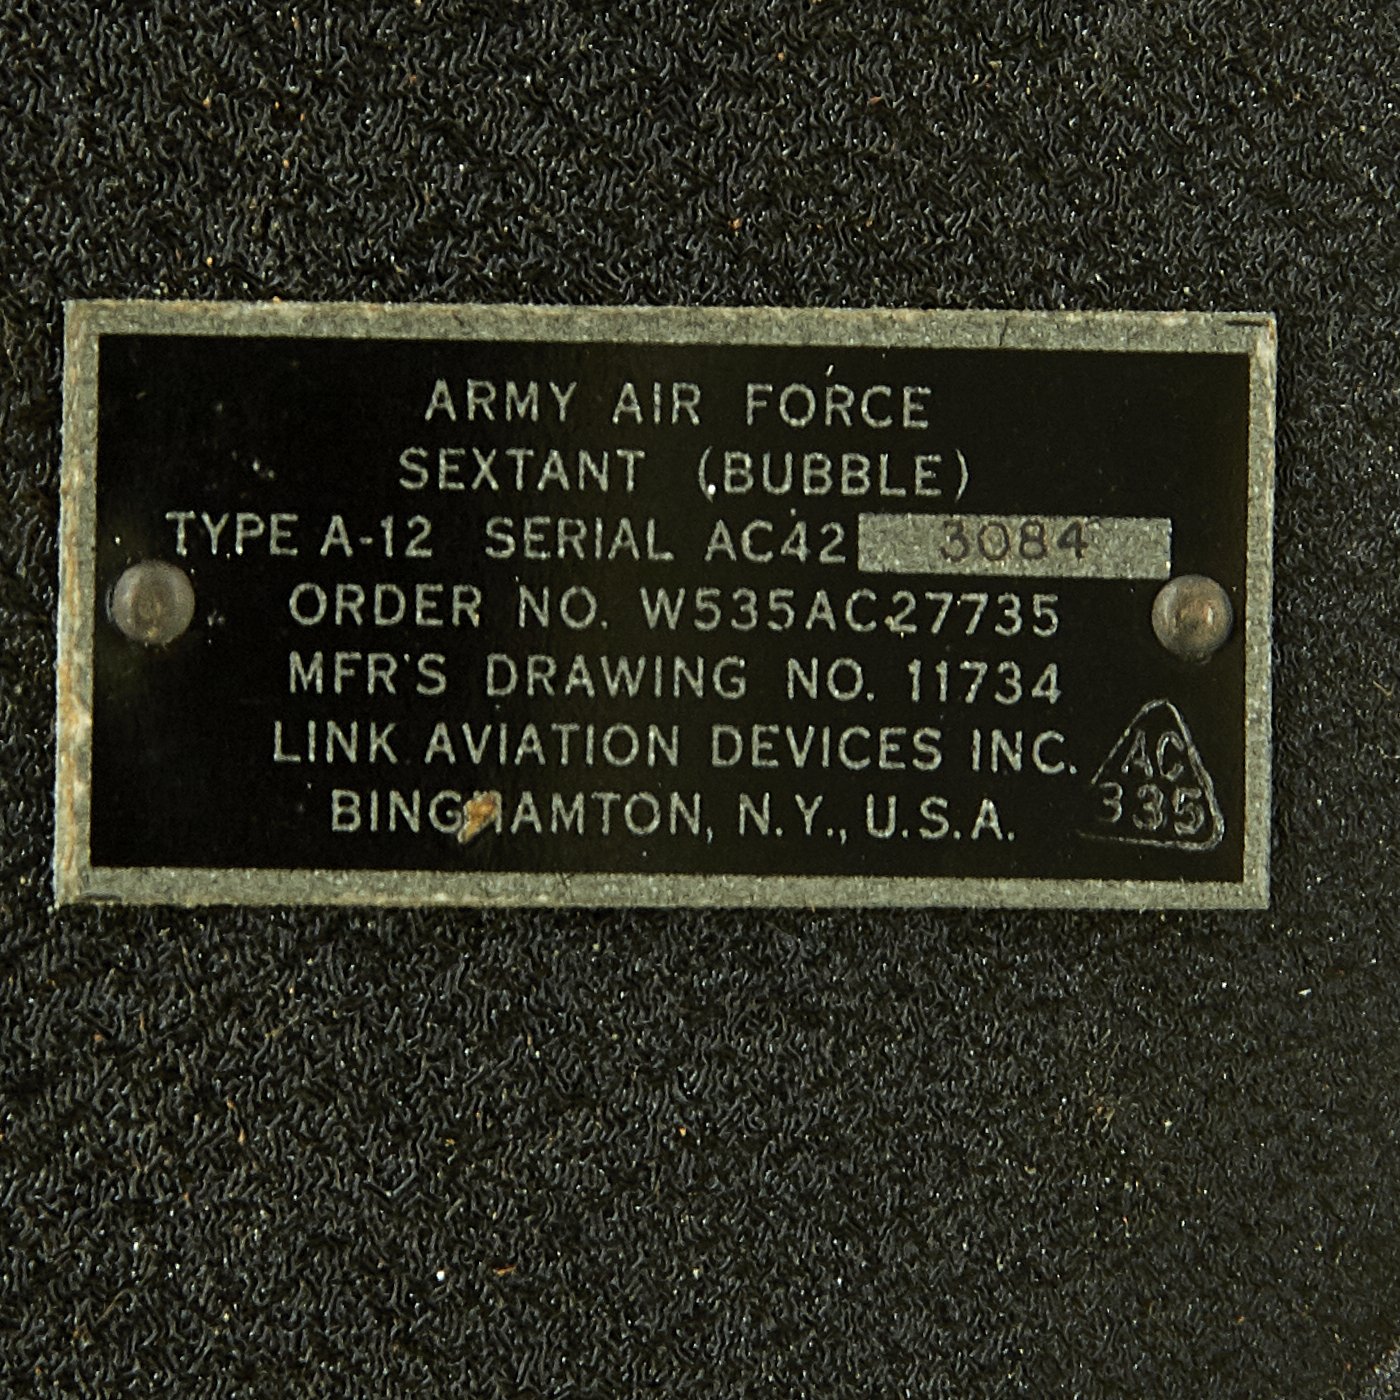 ARMY AIR FORCE
SEXTANT (BUBBLE)
TYPE A-12 SERIAL AC42 3084
ORDER NO. W535AC27735
MFR'S DRAWING NO. 11734
LINK AVIATION DEVICES INC.
BINGHAMTON, N.Y., U.S.A.
AC
335